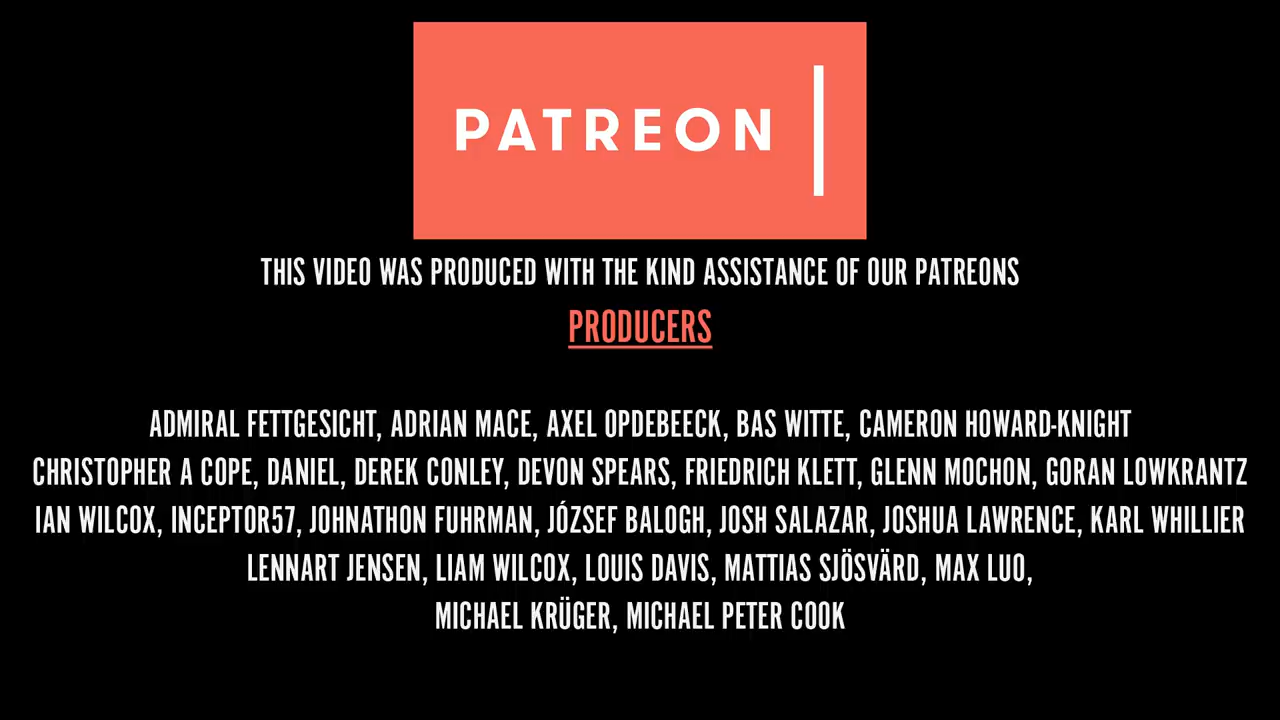 PATREON
THIS VIDEO WAS PRODUCED WITH THE KIND ASSISTANCE OF OUR PATREONS
PRODUCERS
ADMIRAL FETTGESICHT, ADRIAN MACE, AXEL OPDEBEECK, BAS WITTE, CAMERON HOWARD-KNIGHT
CHRISTOPHER A COPE, DANIEL, DEREK CONLEY, DEVON SPEARS, FRIEDRICH KLETT, GLENN MOCHON, GORAN LOWKRANTZ
IAN WILCOX, INCEPTOR57, JOHNATHON FUHRMAN, JÓZSEF BALOGH, JOSH SALAZAR, JOSHUA LAWRENCE, KARL WHILLIER
LENNART JENSEN, LIAM WILCOX, LOUIS DAVIS, MATTIAS SJÖSVÄRD, MAX LUO,
MICHAEL KRÜGER, MICHAEL PETER COOK